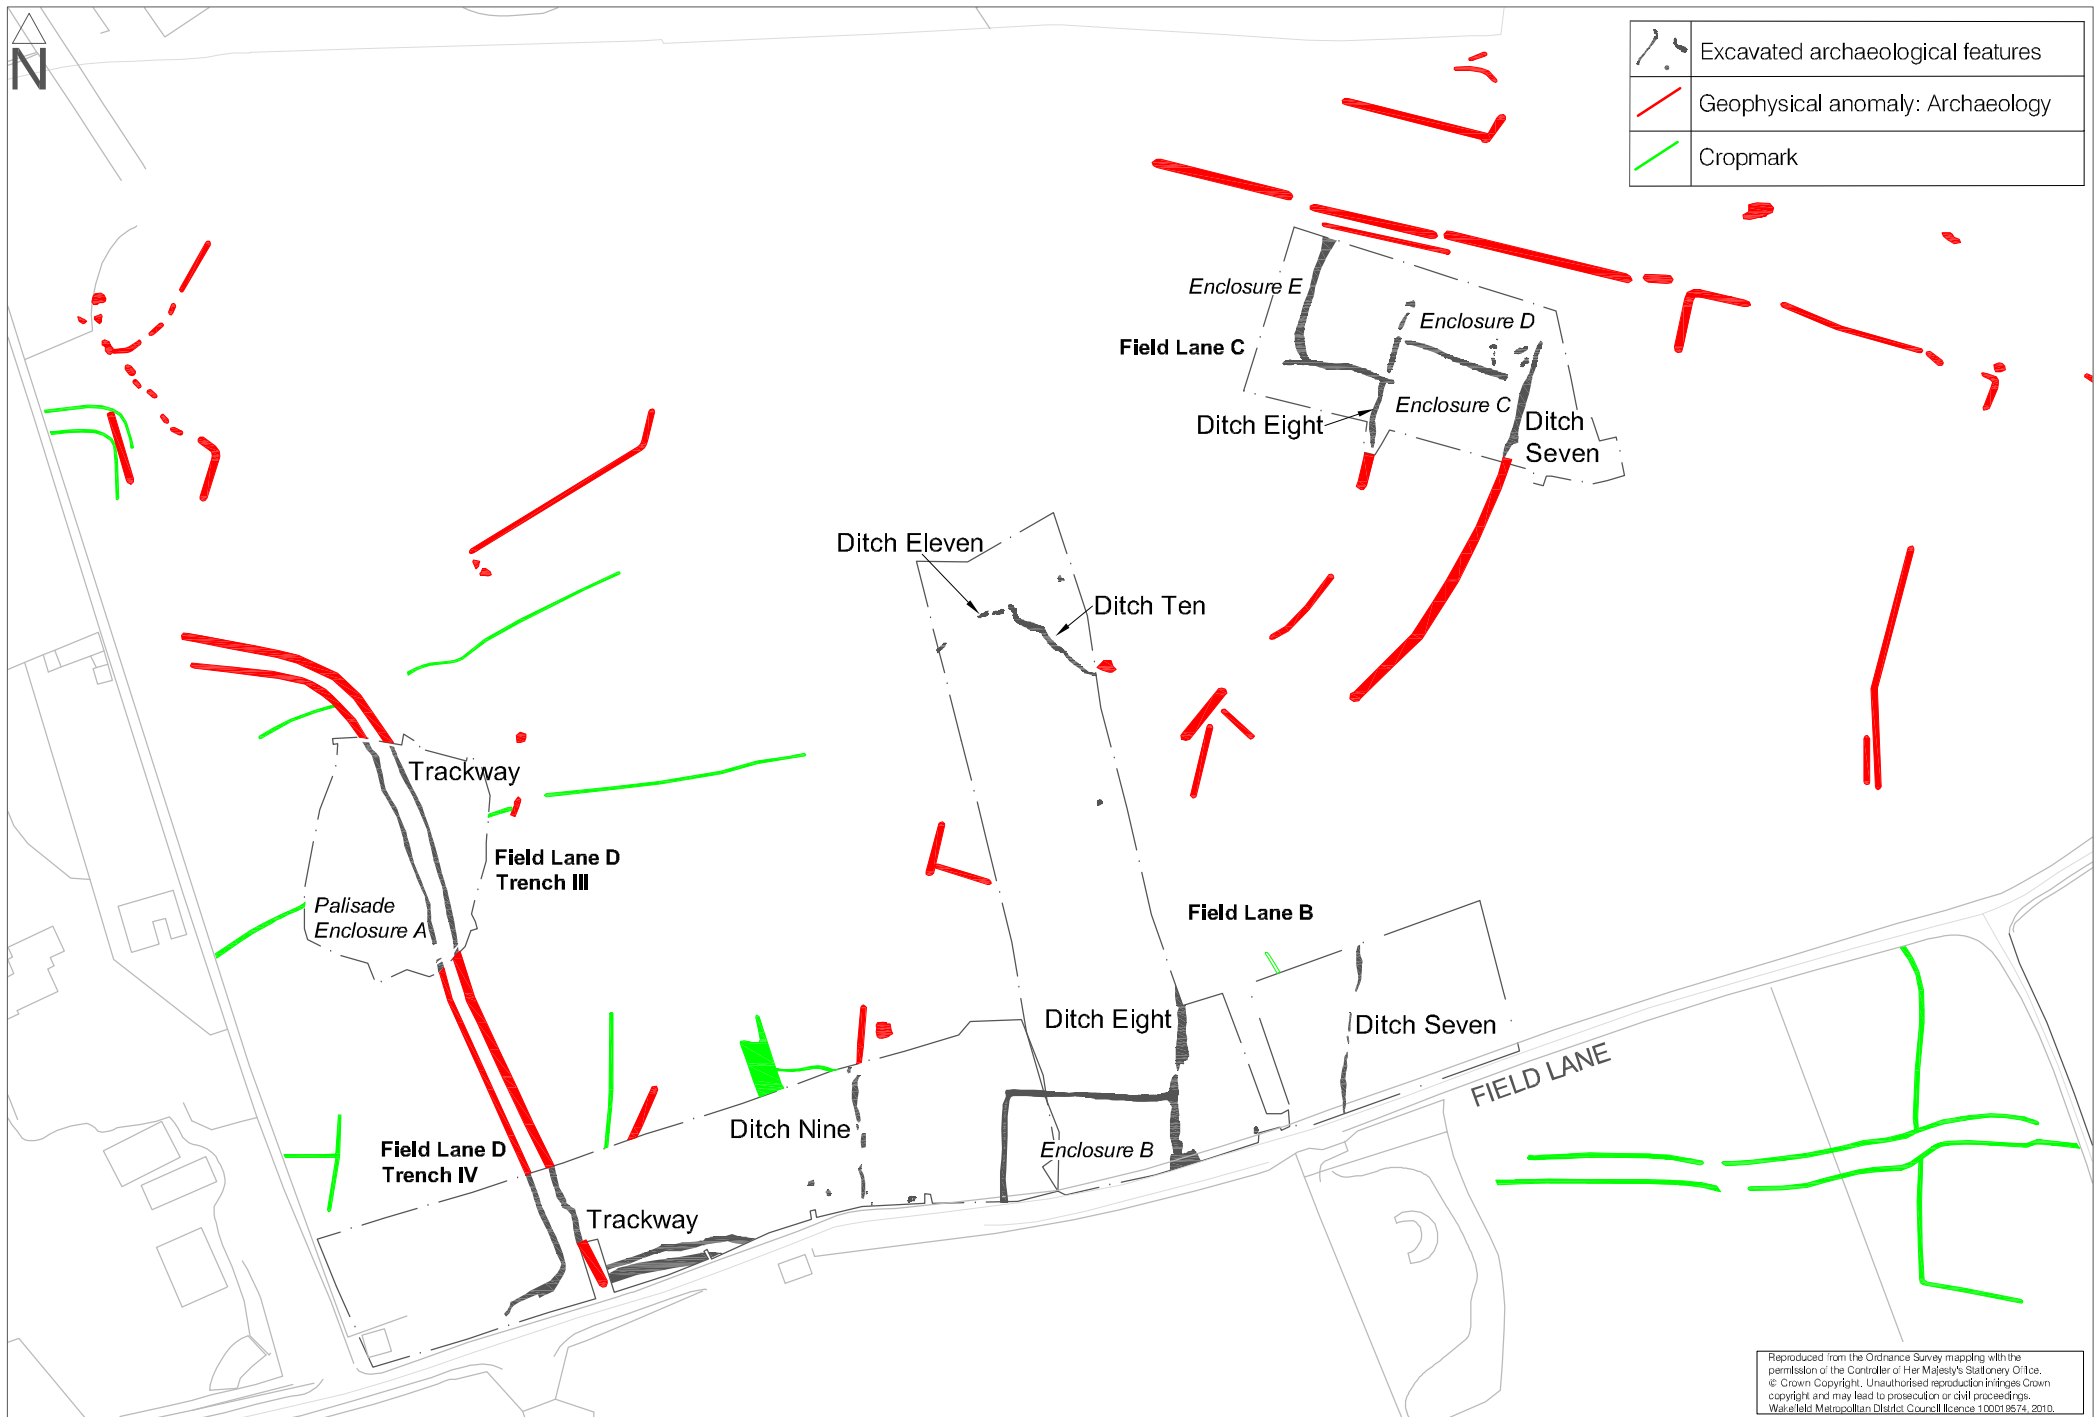 N
Excavated archaeological features
Geophysical anomaly: Archaeology
Cropmark
Enclosure E
Enclosure D
Field Lane C
Enclosure C
Ditch Eight
Ditch
Seven
Ditch Eleven
Ditch Ten
Trackway
Field Lane D
Trench III
Palisade
Enclosure A
Field Lane B
Ditch Eight
Ditch Seven
FIELD LANE
Ditch Nine
Enclosure B
Field Lane D
Trench IV
Trackway
Reproduced from the Ordnance Survey mapping with the
permission of the Controller of Her Majesty's Stationery Office.
© Crown Copyright. Unauthorised reproduction infringes Crown
copyright and may lead to prosecution or civil proceedings.
Wakefield Metropolitan District Council licence 100019574, 2010.